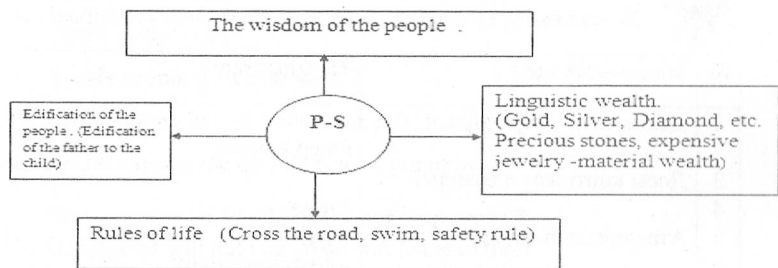 The wisdom of the people .
Edification of the
people . (Edification
of the father to the
child)
P-S
Linguistic wealth.
(Gold, Silver, Diamond, etc.
Precious stones, expensive
jewelry -material wealth)
Rules of life (Cross the road, swim, safety rule)